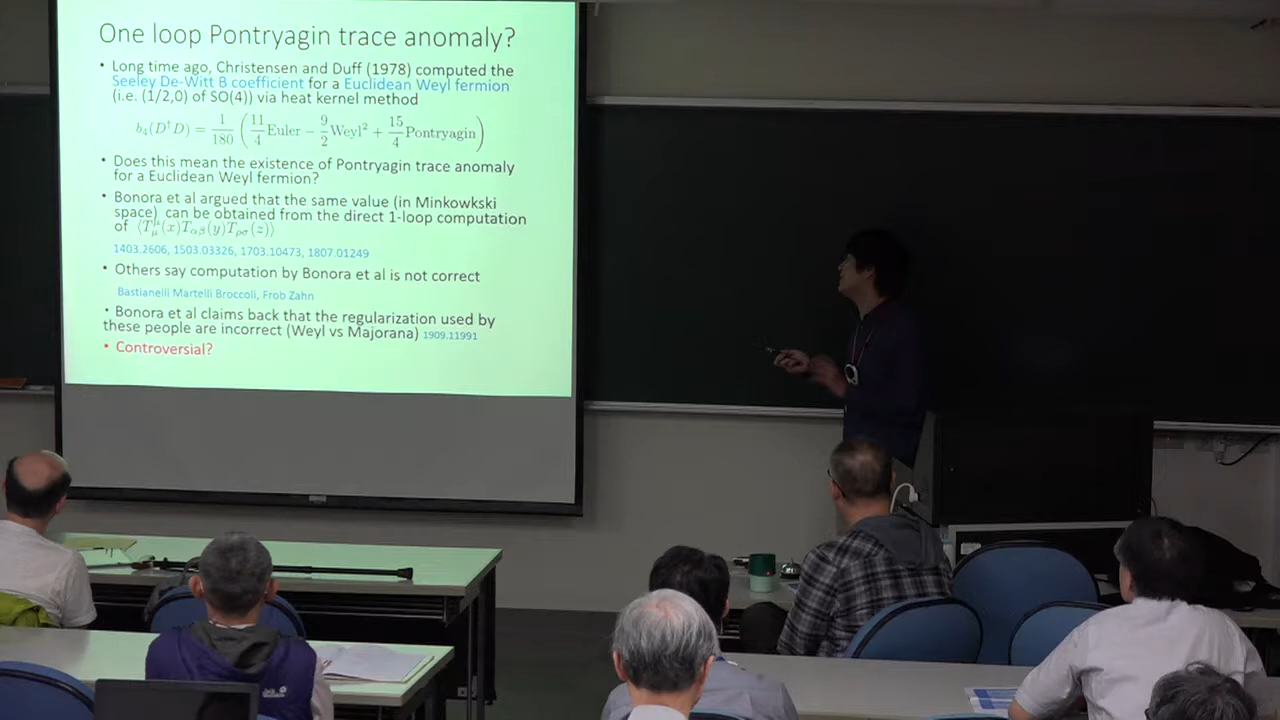 One loop Pontryagin trace anomaly?
• Long time ago, Christensen and Duff (1978) computed the
Seeley De-Witt B coefficient for a Euclidean Weyl fermion
(i.e. (1/2,0) of SO(4)) via heat kernel method
b₄(D†D) = 1/180 (11/4 Euler − 9/2 Weyl² + 15/4 Pontryagin)
• Does this mean the existence of Pontryagin trace anomaly
for a Euclidean Weyl fermion?
• Bonora et al argued that the same value (in Minkowkski
space) can be obtained from the direct 1-loop computation
of ⟨T^μ_μ(x)T_αβ(y)T_ρσ(z)⟩
1403.2606, 1503.03326, 1703.10473, 1807.01249
• Others say computation by Bonora et al is not correct
Bastianelli Martelli Broccoli, Frob Zahn
• Bonora et al claims back that the regularization used by
these people are incorrect (Weyl vs Majorana) 1909.11991
• Controversial?